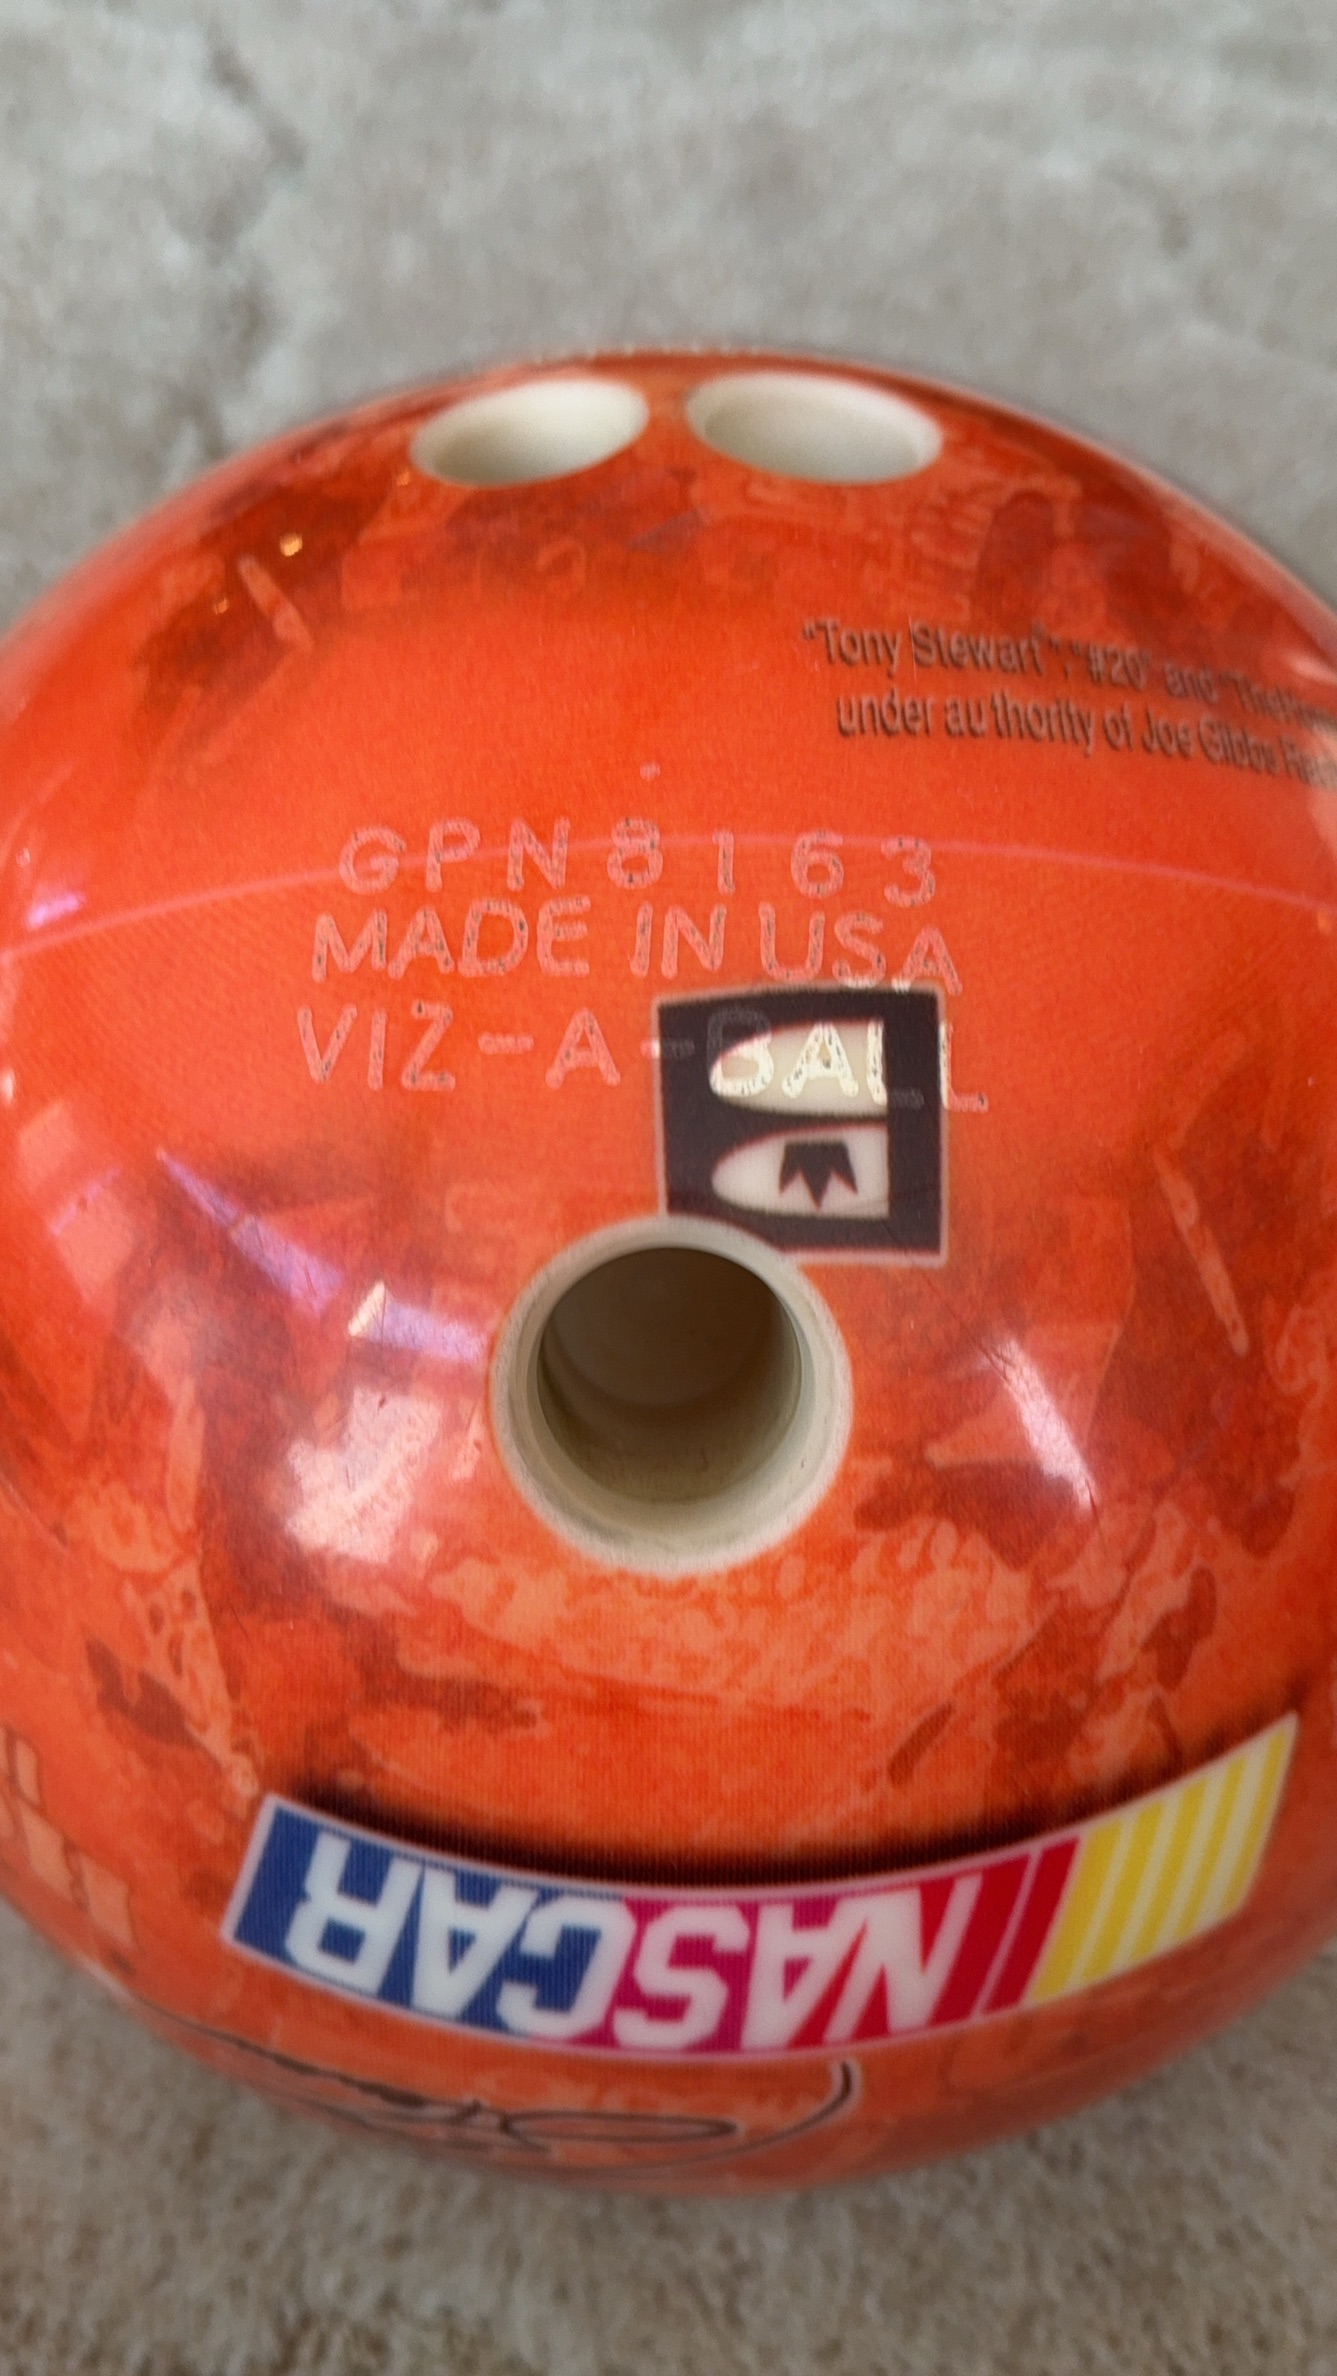 "Tony Stewart", "#20" and
under authority of Joe Gibbs
GPN8163
MADE IN USA
VIZ-A-BALL
NASCAR